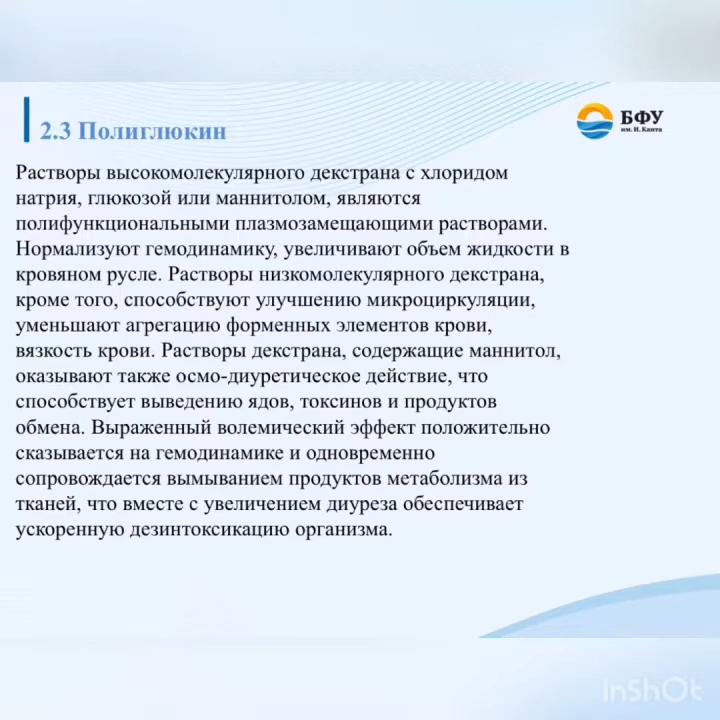 2.3 Полиглюкин
БФУ
им. И. Канта
Растворы высокомолекулярного декстрана с хлоридом
натрия, глюкозой или маннитолом, являются
полифункциональными плазмозамещающими растворами.
Нормализуют гемодинамику, увеличивают объем жидкости в
кровяном русле. Растворы низкомолекулярного декстрана,
кроме того, способствуют улучшению микроциркуляции,
уменьшают агрегацию форменных элементов крови,
вязкость крови. Растворы декстрана, содержащие маннитол,
оказывают также осмо-диуретическое действие, что
способствует выведению ядов, токсинов и продуктов
обмена. Выраженный волемический эффект положительно
сказывается на гемодинамике и одновременно
сопровождается вымыванием продуктов метаболизма из
тканей, что вместе с увеличением диуреза обеспечивает
ускоренную дезинтоксикацию организма.
InShOt